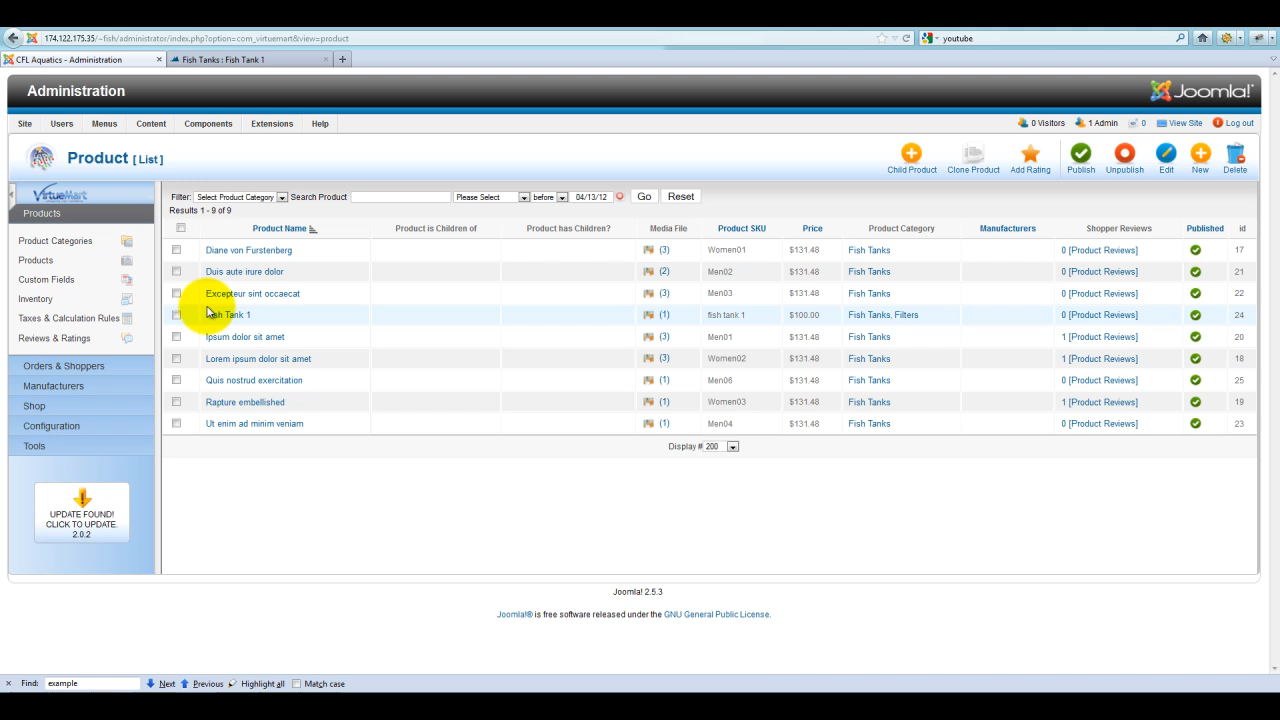 174.122.175.35/~fish/administrator/index.php?option=com_virtuemart&view=product
youtube
CFL Aquatics - Administration
Fish Tanks : Fish Tank 1
Administration
Joomla!
Site Users Menus Content Components Extensions Help
0 Visitors 1 Admin 0 View Site Log out
Product [ List ]
Child Product Clone Product Add Rating Publish Unpublish Edit New Delete
VirtueMart
Filter: Select Product Category Search Product Please Select before 04/13/12 Go Reset
Products
Results 1 - 9 of 9
Product Name Product is Children of Product has Children? Media File Product SKU Price Product Category Manufacturers Shopper Reviews Published id
Product Categories
Products
Custom Fields
Inventory
Taxes & Calculation Rules
Reviews & Ratings
Orders & Shoppers
Manufacturers
Shop
Configuration
Tools
Diane von Furstenberg (3) Women01 $131.48 Fish Tanks 0 [Product Reviews] 17
Duis aute irure dolor (2) Men02 $131.48 Fish Tanks 0 [Product Reviews] 21
Excepteur sint occaecat (3) Men03 $131.48 Fish Tanks 0 [Product Reviews] 22
Fish Tank 1 (1) fish tank 1 $100.00 Fish Tanks, Filters 0 [Product Reviews] 24
Ipsum dolor sit amet (3) Men01 $131.48 Fish Tanks 1 [Product Reviews] 20
Lorem ipsum dolor sit amet (3) Women02 $131.48 Fish Tanks 1 [Product Reviews] 18
Quis nostrud exercitation (1) Men06 $131.48 Fish Tanks 0 [Product Reviews] 25
Rapture embellished (1) Women03 $131.48 Fish Tanks 1 [Product Reviews] 19
Ut enim ad minim veniam (1) Men04 $131.48 Fish Tanks 0 [Product Reviews] 23
Display # 200
UPDATE FOUND!
CLICK TO UPDATE.
2.0.2
Joomla! 2.5.3
Joomla!® is free software released under the GNU General Public License.
Find: example Next Previous Highlight all Match case